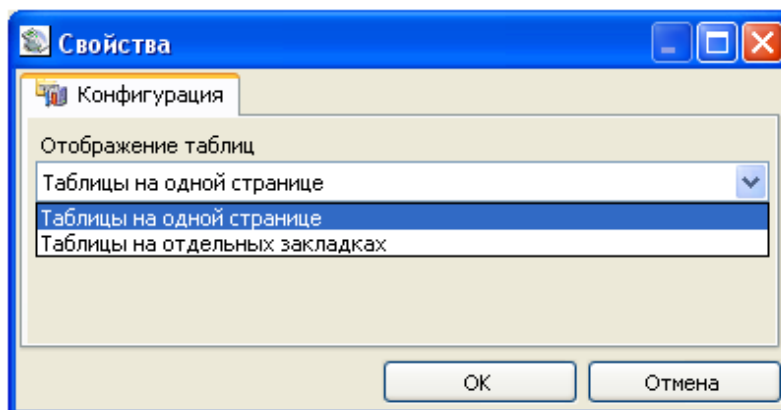 Свойства
Конфигурация
Отображение таблиц
Таблицы на одной странице
Таблицы на одной странице
Таблицы на отдельных закладках
OK
Отмена